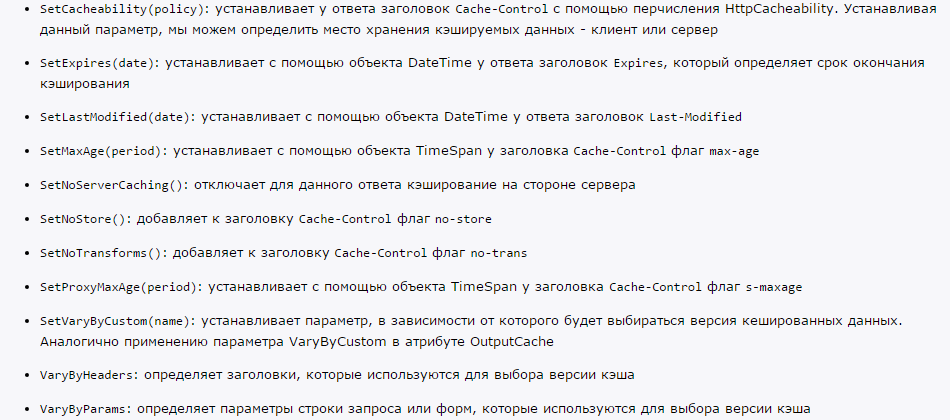 • SetCacheability(policy): устанавливает у ответа заголовок Cache-Control с помощью перчисления HttpCacheability. Устанавливая
данный параметр, мы можем определить место хранения кэшируемых данных - клиент или сервер
• SetExpires(date): устанавливает с помощью объекта DateTime у ответа заголовок Expires, который определяет срок окончания
кэширования
• SetLastModified(date): устанавливает с помощью объекта DateTime у ответа заголовок Last-Modified
• SetMaxAge(period): устанавливает с помощью объекта TimeSpan у заголовка Cache-Control флаг max-age
• SetNoServerCaching(): отключает для данного ответа кэширование на стороне сервера
• SetNoStore(): добавляет к заголовку Cache-Control флаг no-store
• SetNoTransforms(): добавляет к заголовку Cache-Control флаг no-trans
• SetProxyMaxAge(period): устанавливает с помощью объекта TimeSpan у заголовка Cache-Control флаг s-maxage
• SetVaryByCustom(name): устанавливает параметр, в зависимости от которого будет выбираться версия кешированных данных.
Аналогично применению параметра VaryByCustom в атрибуте OutputCache
• VaryByHeaders: определяет заголовки, которые используются для выбора версии кэша
• VaryByParams: определяет параметры строки запроса или форм, которые используются для выбора версии кэша